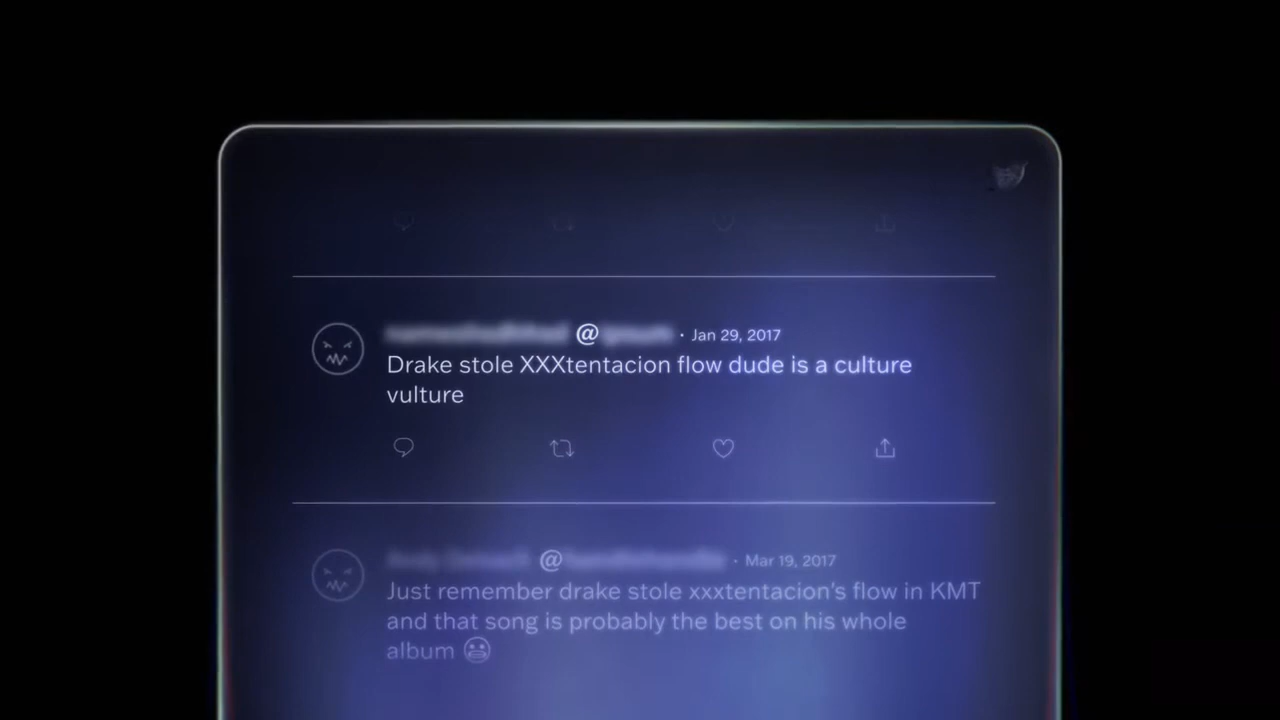 @ · Jan 29, 2017
Drake stole XXXtentacion flow dude is a culture
vulture
@ · Mar 19, 2017
Just remember drake stole xxxtentacion's flow in KMT
and that song is probably the best on his whole
album 😬